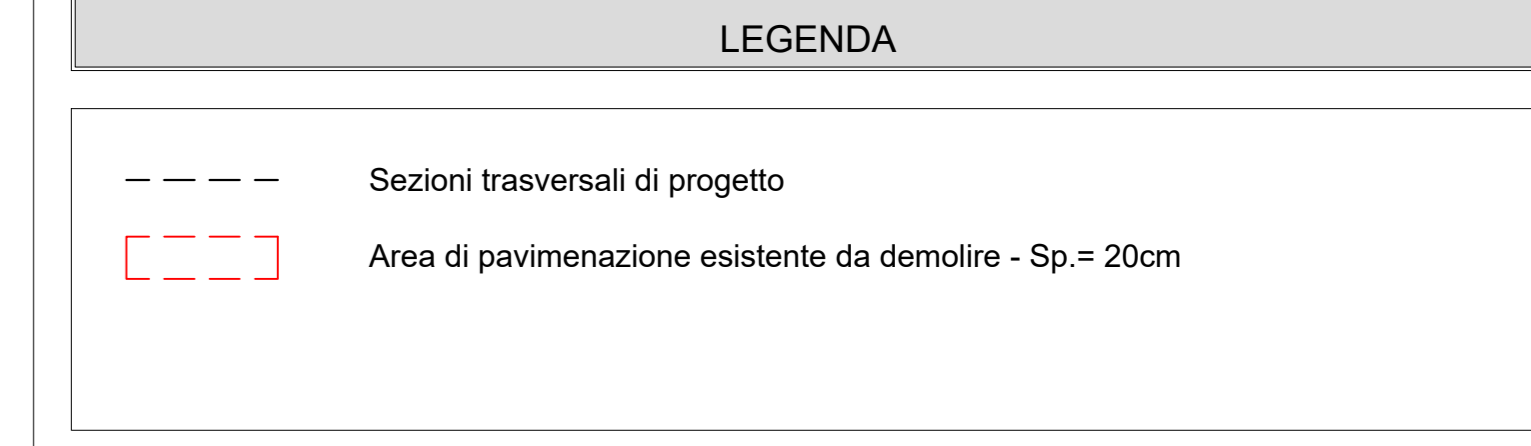 LEGENDA
Sezioni trasversali di progetto
Area di pavimenazione esistente da demolire - Sp.= 20cm